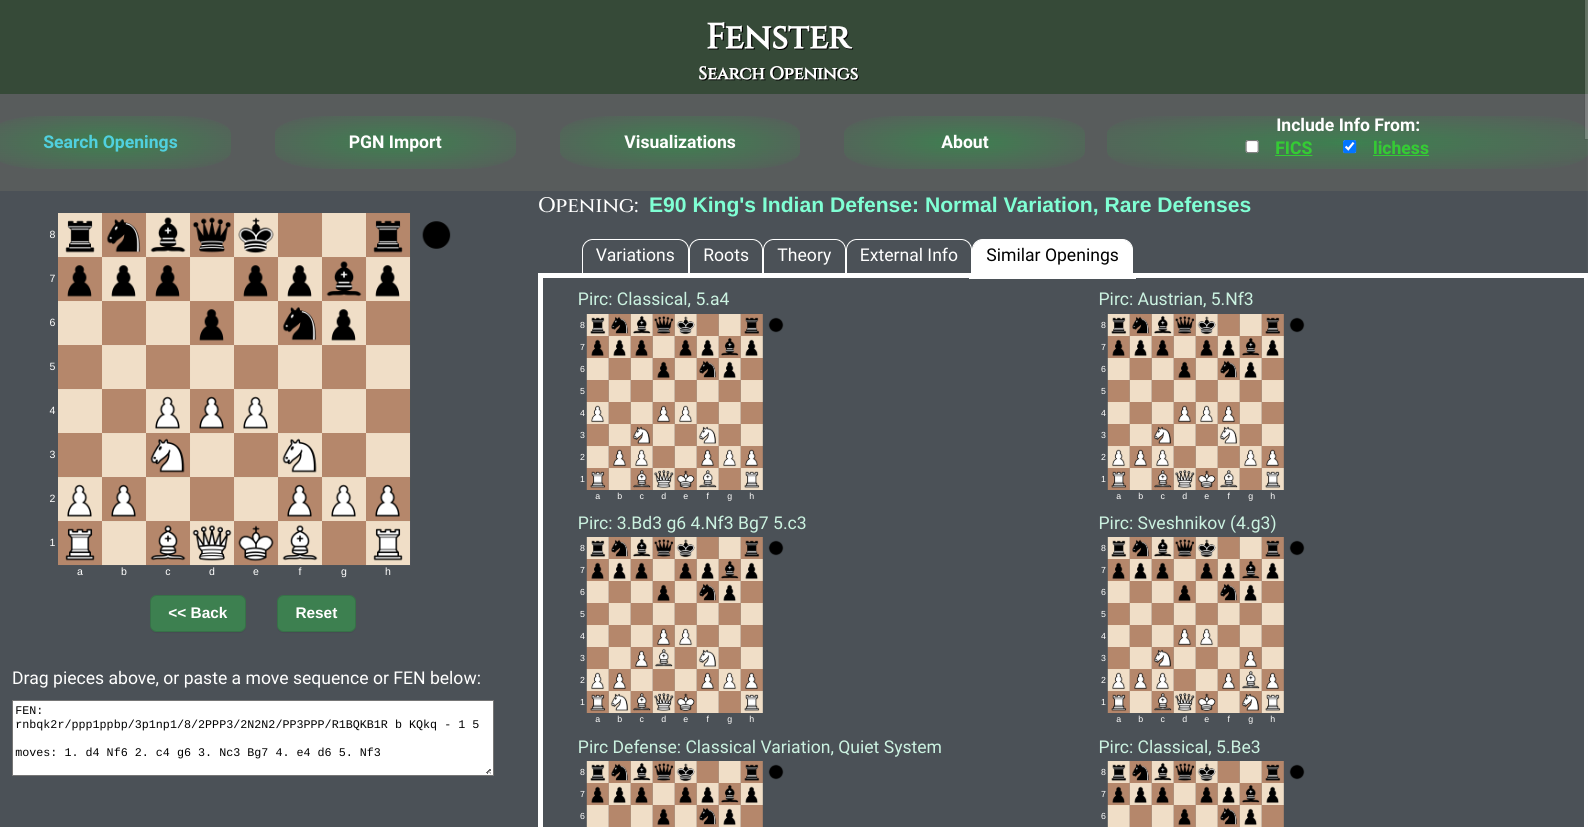 Fenster
Search Openings
Search Openings
PGN Import
Visualizations
About
Include Info From:
FICS
lichess
Opening: E90 King's Indian Defense: Normal Variation, Rare Defenses
Variations
Roots
Theory
External Info
Similar Openings
8
7
6
5
4
3
2
1
a b c d e f g h
<< Back
Reset
Drag pieces above, or paste a move sequence or FEN below:
FEN:
rnbqk2r/ppp1ppbp/3p1np1/8/2PPP3/2N2N2/PP3PPP/R1BQKB1R b KQkq - 1 5
moves: 1. d4 Nf6 2. c4 g6 3. Nc3 Bg7 4. e4 d6 5. Nf3
Pirc: Classical, 5.a4
8
7
6
5
4
3
2
1
a b c d e f g h
Pirc: Austrian, 5.Nf3
8
7
6
5
4
3
2
1
a b c d e f g h
Pirc: 3.Bd3 g6 4.Nf3 Bg7 5.c3
8
7
6
5
4
3
2
1
a b c d e f g h
Pirc: Sveshnikov (4.g3)
8
7
6
5
4
3
2
1
a b c d e f g h
Pirc Defense: Classical Variation, Quiet System
8
7
6
Pirc: Classical, 5.Be3
8
7
6